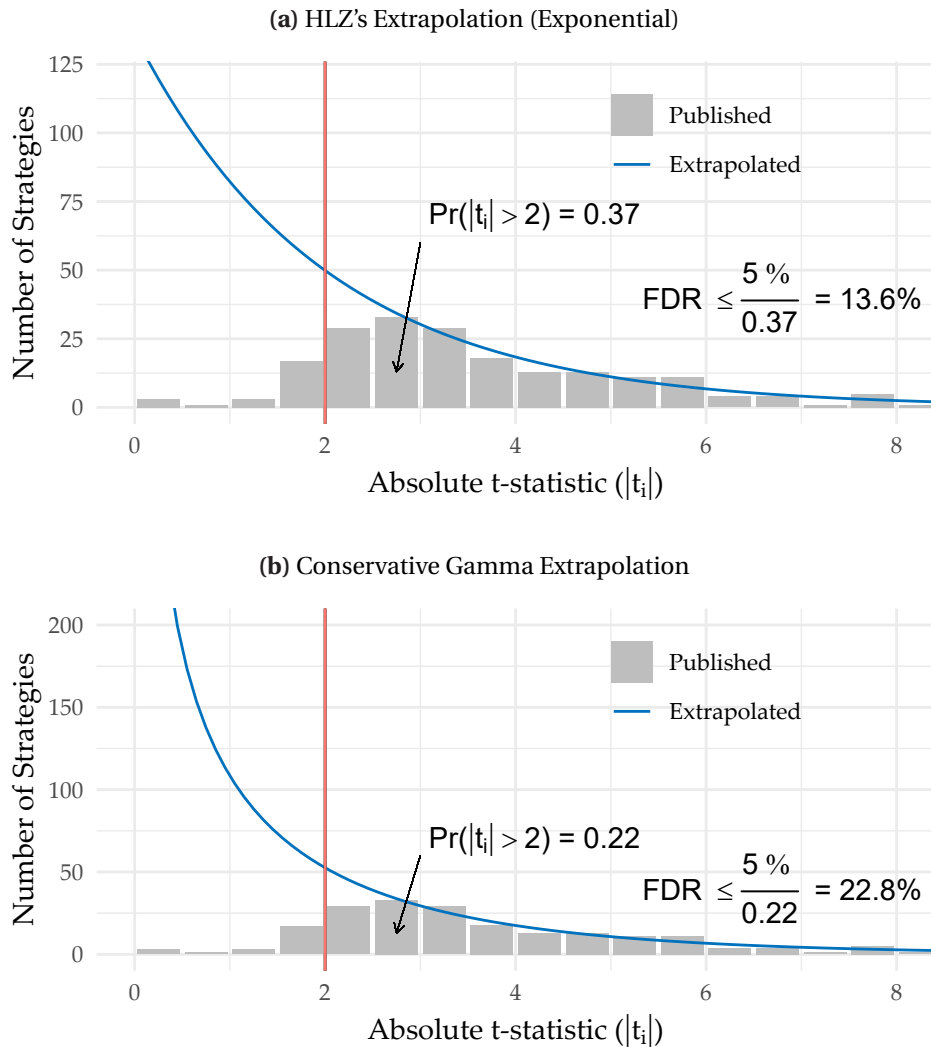 (a) HLZ's Extrapolation (Exponential)
125
100
75
50
25
0
Number of Strategies
Published
Extrapolated
Pr(|tᵢ| > 2) = 0.37
FDR ≤ 5 % / 0.37 = 13.6%
0 2 4 6 8
Absolute t-statistic (|tᵢ|)
(b) Conservative Gamma Extrapolation
200
150
100
50
0
Number of Strategies
Published
Extrapolated
Pr(|tᵢ| > 2) = 0.22
FDR ≤ 5 % / 0.22 = 22.8%
0 2 4 6 8
Absolute t-statistic (|tᵢ|)